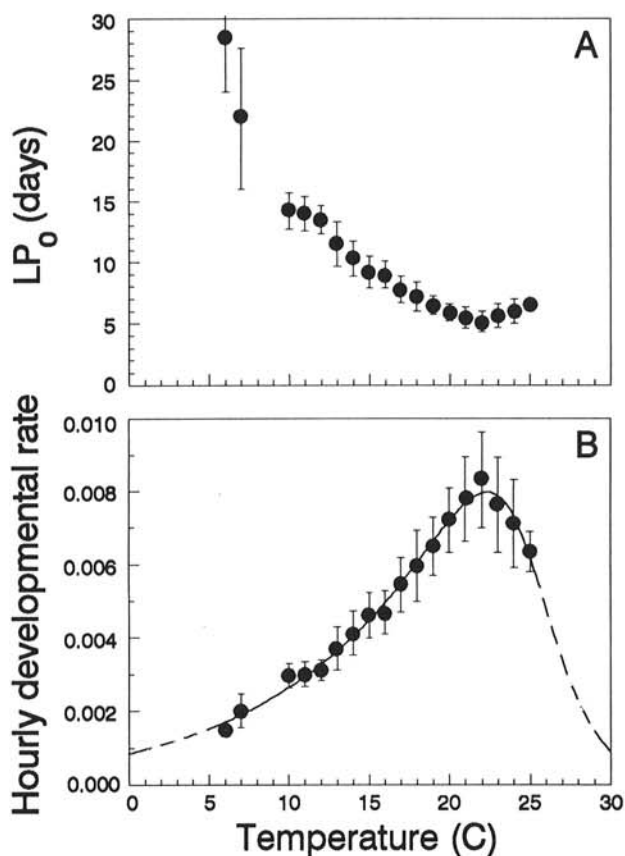 30
25
20
15
10
5
0
LP0 (days)
A
0.010
0.008
0.006
0.004
0.002
0.000
Hourly developmental rate
B
0 5 10 15 20 25 30
Temperature (C)